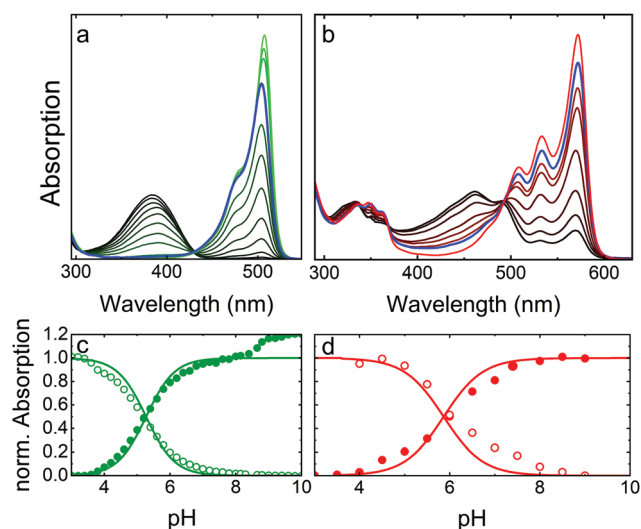 a
b
Absorption
300 400 500
300 400 500 600
Wavelength (nm)
Wavelength (nm)
c
d
norm. Absorption
1.2
1.0
0.8
0.6
0.4
0.2
0.0
4 6 8 10
4 6 8 10
pH
pH